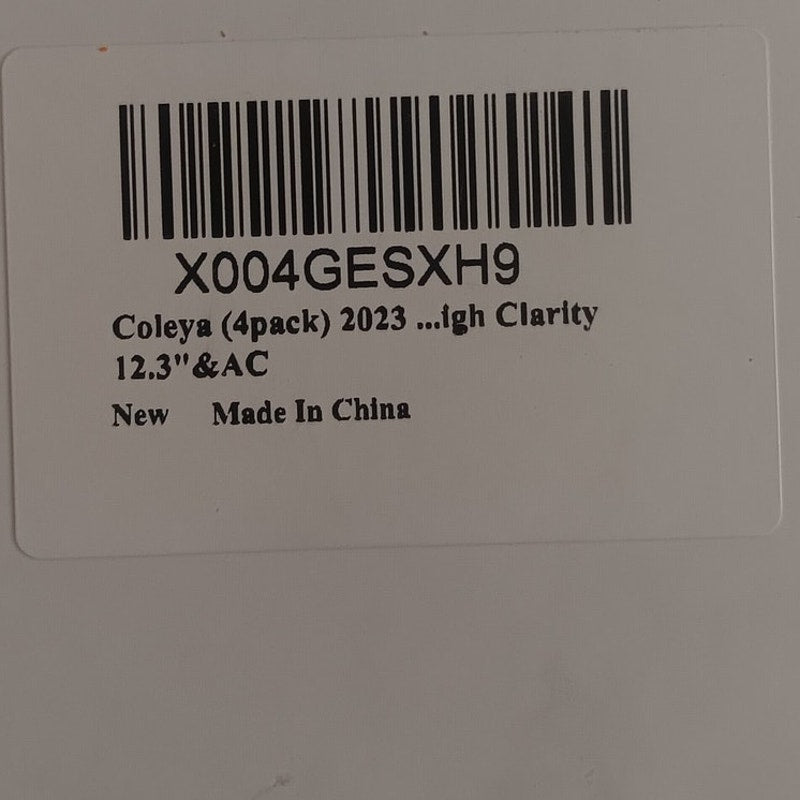 X004GESXH9
Coleya (4pack) 2023 ...igh Clarity
12.3"&AC
New Made In China